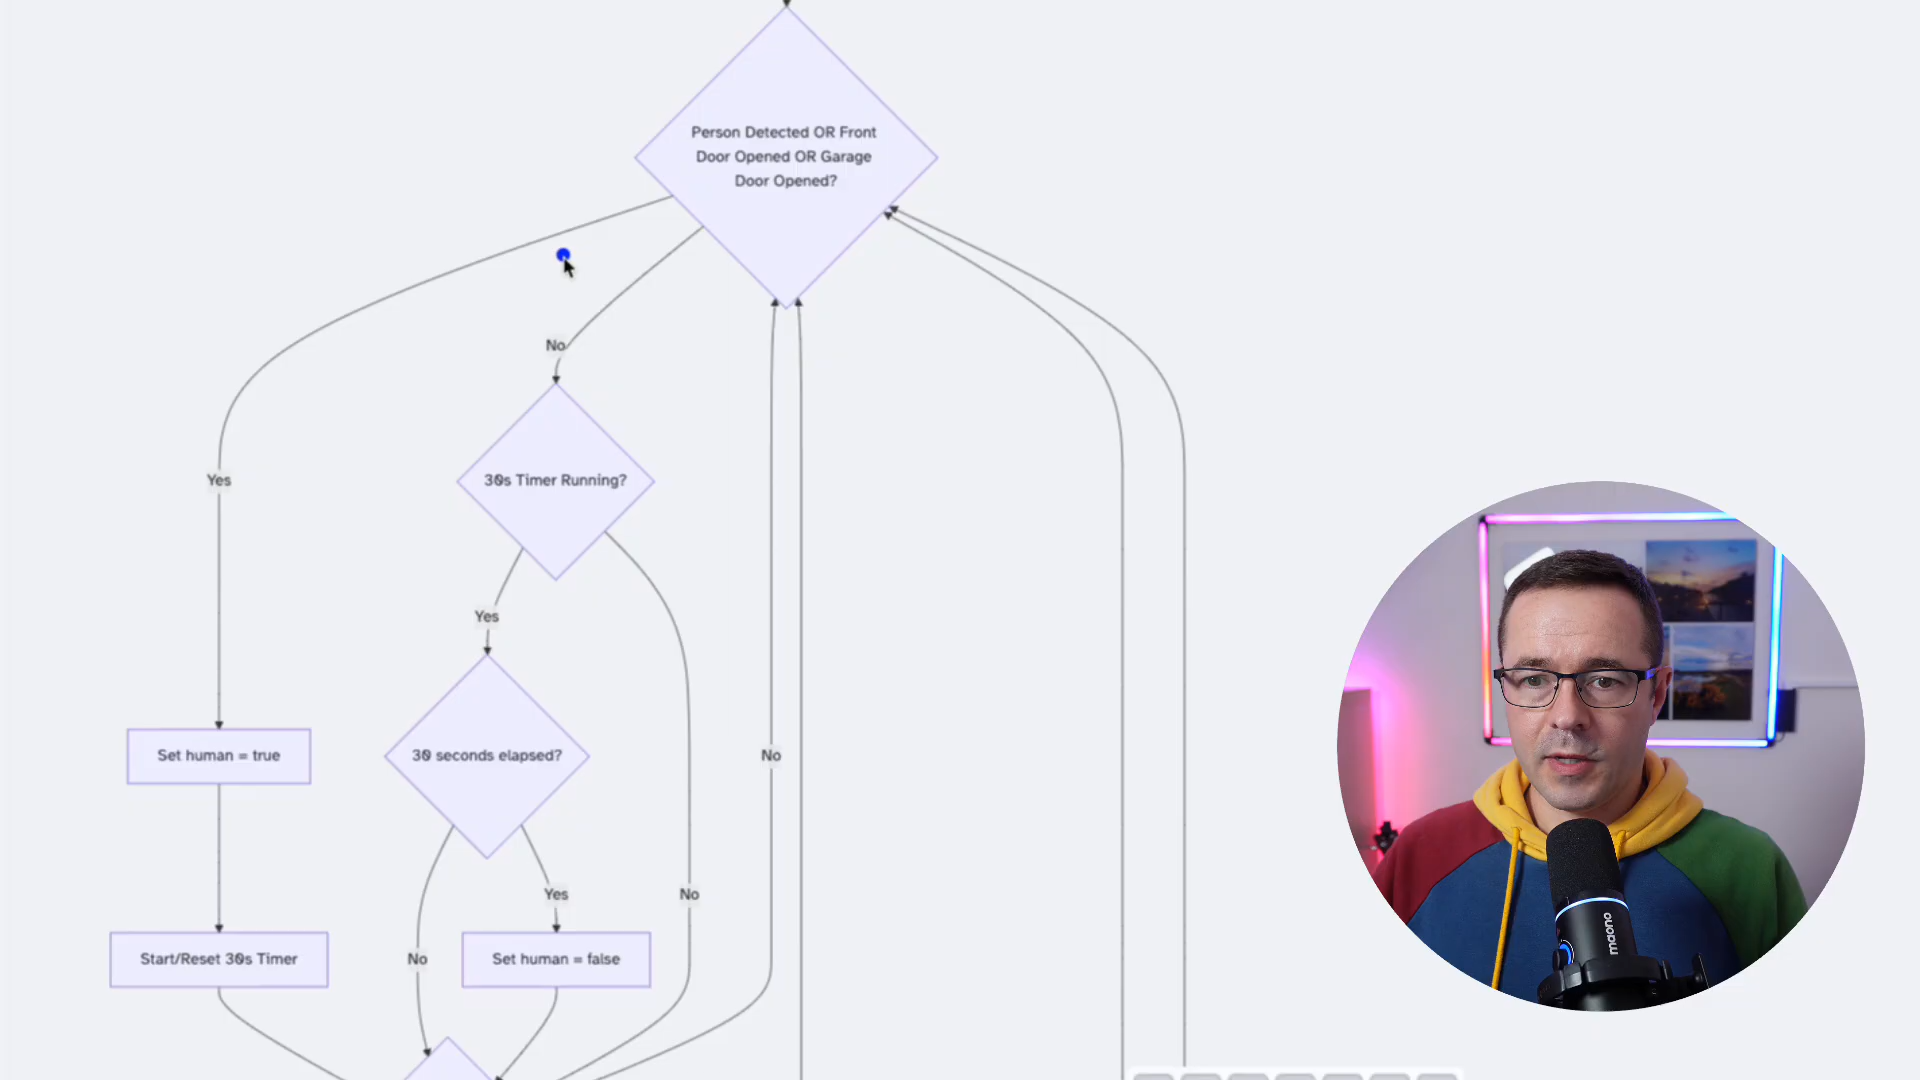 Person Detected OR Front
Door Opened OR Garage
Door Opened?
No
Yes
30s Timer Running?
Yes
Set human = true
30 seconds elapsed?
No
Yes
No
Start/Reset 30s Timer
No
Set human = false
maono